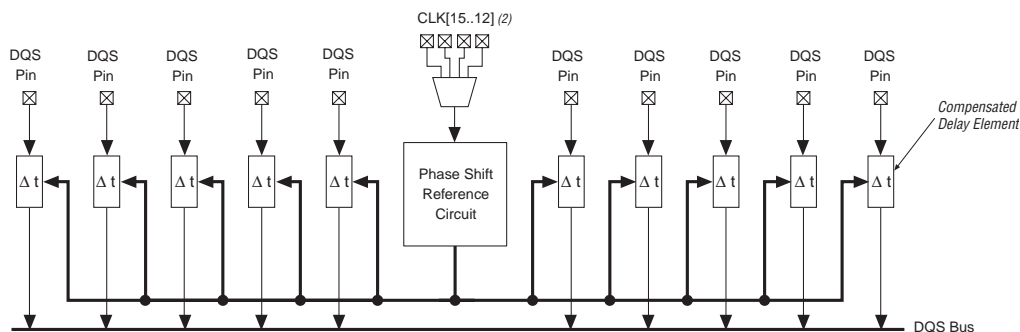 CLK[15..12] (2)
DQS
Pin
DQS
Pin
DQS
Pin
DQS
Pin
DQS
Pin
DQS
Pin
DQS
Pin
DQS
Pin
DQS
Pin
DQS
Pin
Compensated
Delay Element
Δ t
Δ t
Δ t
Δ t
Δ t
Phase Shift
Reference
Circuit
Δ t
Δ t
Δ t
Δ t
Δ t
DQS Bus